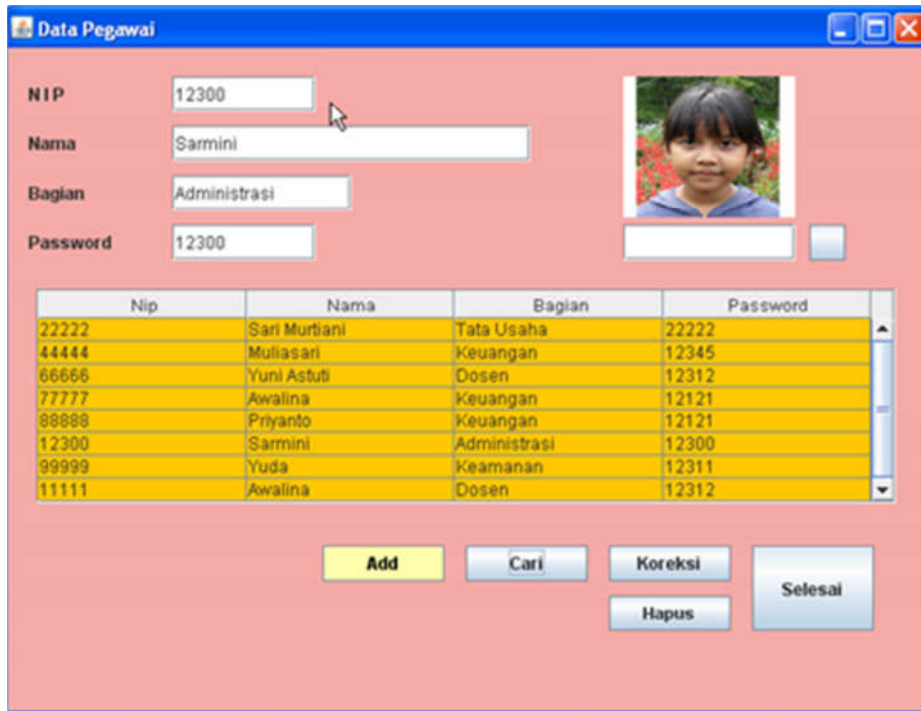 Data Pegawai
NIP 12300
Nama Sarmini
Bagian Administrasi
Password 12300
Nip Nama Bagian Password
22222 Sari Murtiani Tata Usaha 22222
44444 Muliasari Keuangan 12345
66666 Yuni Astuti Dosen 12312
77777 Awalina Keuangan 12121
88888 Priyanto Keuangan 12121
12300 Sarmini Administrasi 12300
99999 Yuda Keamanan 12311
11111 Awalina Dosen 12312
Add Cari Koreksi Selesai
Hapus